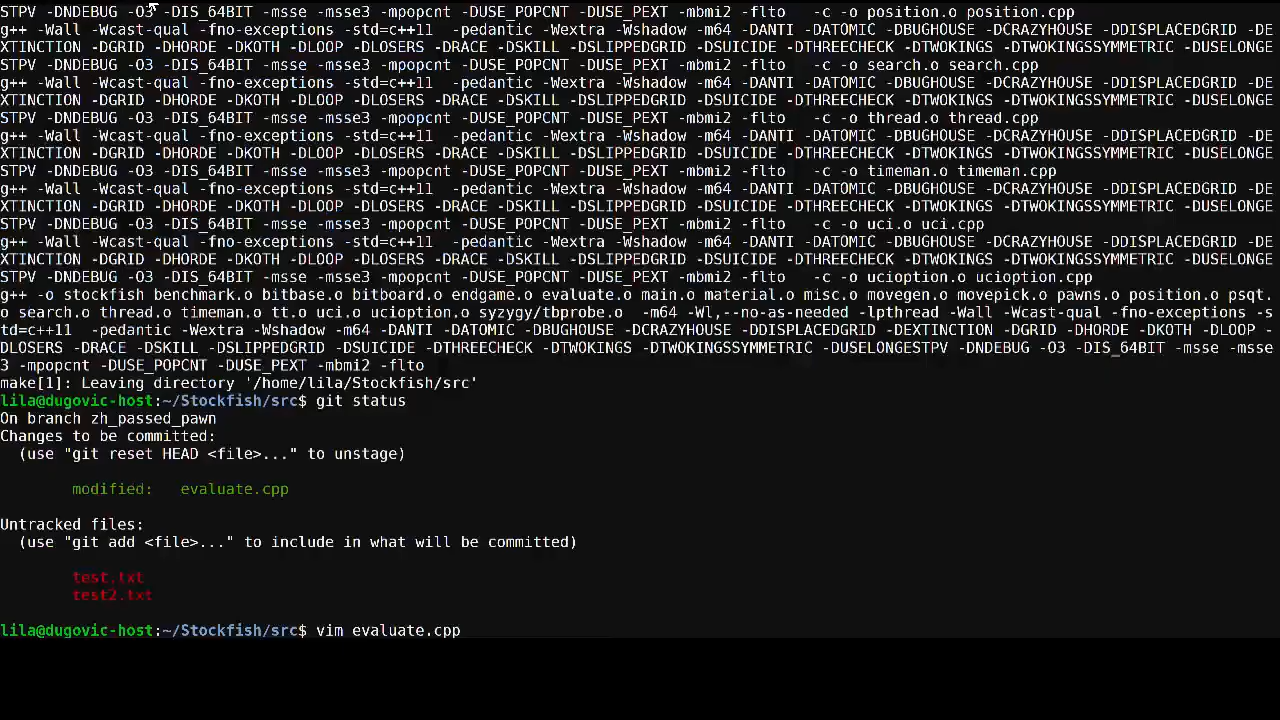 STPV -DNDEBUG -O3 -DIS_64BIT -msse -msse3 -mpopcnt -DUSE_POPCNT -DUSE_PEXT -mbmi2 -flto   -c -o position.o position.cpp
g++ -Wall -Wcast-qual -fno-exceptions -std=c++11  -pedantic -Wextra -Wshadow -m64 -DANTI -DATOMIC -DBUGHOUSE -DCRAZYHOUSE -DDISPLACEDGRID -DE
XTINCTION -DGRID -DHORDE -DKOTH -DLOOP -DLOSERS -DRACE -DSKILL -DSLIPPEDGRID -DSUICIDE -DTHREECHECK -DTWOKINGS -DTWOKINGSSYMMETRIC -DUSELONGE
STPV -DNDEBUG -O3 -DIS_64BIT -msse -msse3 -mpopcnt -DUSE_POPCNT -DUSE_PEXT -mbmi2 -flto   -c -o search.o search.cpp
g++ -Wall -Wcast-qual -fno-exceptions -std=c++11  -pedantic -Wextra -Wshadow -m64 -DANTI -DATOMIC -DBUGHOUSE -DCRAZYHOUSE -DDISPLACEDGRID -DE
XTINCTION -DGRID -DHORDE -DKOTH -DLOOP -DLOSERS -DRACE -DSKILL -DSLIPPEDGRID -DSUICIDE -DTHREECHECK -DTWOKINGS -DTWOKINGSSYMMETRIC -DUSELONGE
STPV -DNDEBUG -O3 -DIS_64BIT -msse -msse3 -mpopcnt -DUSE_POPCNT -DUSE_PEXT -mbmi2 -flto   -c -o thread.o thread.cpp
g++ -Wall -Wcast-qual -fno-exceptions -std=c++11  -pedantic -Wextra -Wshadow -m64 -DANTI -DATOMIC -DBUGHOUSE -DCRAZYHOUSE -DDISPLACEDGRID -DE
XTINCTION -DGRID -DHORDE -DKOTH -DLOOP -DLOSERS -DRACE -DSKILL -DSLIPPEDGRID -DSUICIDE -DTHREECHECK -DTWOKINGS -DTWOKINGSSYMMETRIC -DUSELONGE
STPV -DNDEBUG -O3 -DIS_64BIT -msse -msse3 -mpopcnt -DUSE_POPCNT -DUSE_PEXT -mbmi2 -flto   -c -o timeman.o timeman.cpp
g++ -Wall -Wcast-qual -fno-exceptions -std=c++11  -pedantic -Wextra -Wshadow -m64 -DANTI -DATOMIC -DBUGHOUSE -DCRAZYHOUSE -DDISPLACEDGRID -DE
XTINCTION -DGRID -DHORDE -DKOTH -DLOOP -DLOSERS -DRACE -DSKILL -DSLIPPEDGRID -DSUICIDE -DTHREECHECK -DTWOKINGS -DTWOKINGSSYMMETRIC -DUSELONGE
STPV -DNDEBUG -O3 -DIS_64BIT -msse -msse3 -mpopcnt -DUSE_POPCNT -DUSE_PEXT -mbmi2 -flto   -c -o uci.o uci.cpp
g++ -Wall -Wcast-qual -fno-exceptions -std=c++11  -pedantic -Wextra -Wshadow -m64 -DANTI -DATOMIC -DBUGHOUSE -DCRAZYHOUSE -DDISPLACEDGRID -DE
XTINCTION -DGRID -DHORDE -DKOTH -DLOOP -DLOSERS -DRACE -DSKILL -DSLIPPEDGRID -DSUICIDE -DTHREECHECK -DTWOKINGS -DTWOKINGSSYMMETRIC -DUSELONGE
STPV -DNDEBUG -O3 -DIS_64BIT -msse -msse3 -mpopcnt -DUSE_POPCNT -DUSE_PEXT -mbmi2 -flto   -c -o ucioption.o ucioption.cpp
g++ -o stockfish benchmark.o bitbase.o bitboard.o endgame.o evaluate.o main.o material.o misc.o movegen.o movepick.o pawns.o position.o psqt.
o search.o thread.o timeman.o tt.o uci.o ucioption.o syzygy/tbprobe.o  -m64 -Wl,--no-as-needed -lpthread -Wall -Wcast-qual -fno-exceptions -s
td=c++11  -pedantic -Wextra -Wshadow -m64 -DANTI -DATOMIC -DBUGHOUSE -DCRAZYHOUSE -DDISPLACEDGRID -DEXTINCTION -DGRID -DHORDE -DKOTH -DLOOP -
DLOSERS -DRACE -DSKILL -DSLIPPEDGRID -DSUICIDE -DTHREECHECK -DTWOKINGS -DTWOKINGSSYMMETRIC -DUSELONGESTPV -DNDEBUG -O3 -DIS_64BIT -msse -msse
3 -mpopcnt -DUSE_POPCNT -DUSE_PEXT -mbmi2 -flto
make[1]: Leaving directory '/home/lila/Stockfish/src'
lila@dugovic-host:~/Stockfish/src$ git status
On branch zh_passed_pawn
Changes to be committed:
  (use "git reset HEAD <file>..." to unstage)
        modified:   evaluate.cpp
Untracked files:
  (use "git add <file>..." to include in what will be committed)
        test.txt
        test2.txt
lila@dugovic-host:~/Stockfish/src$ vim evaluate.cpp